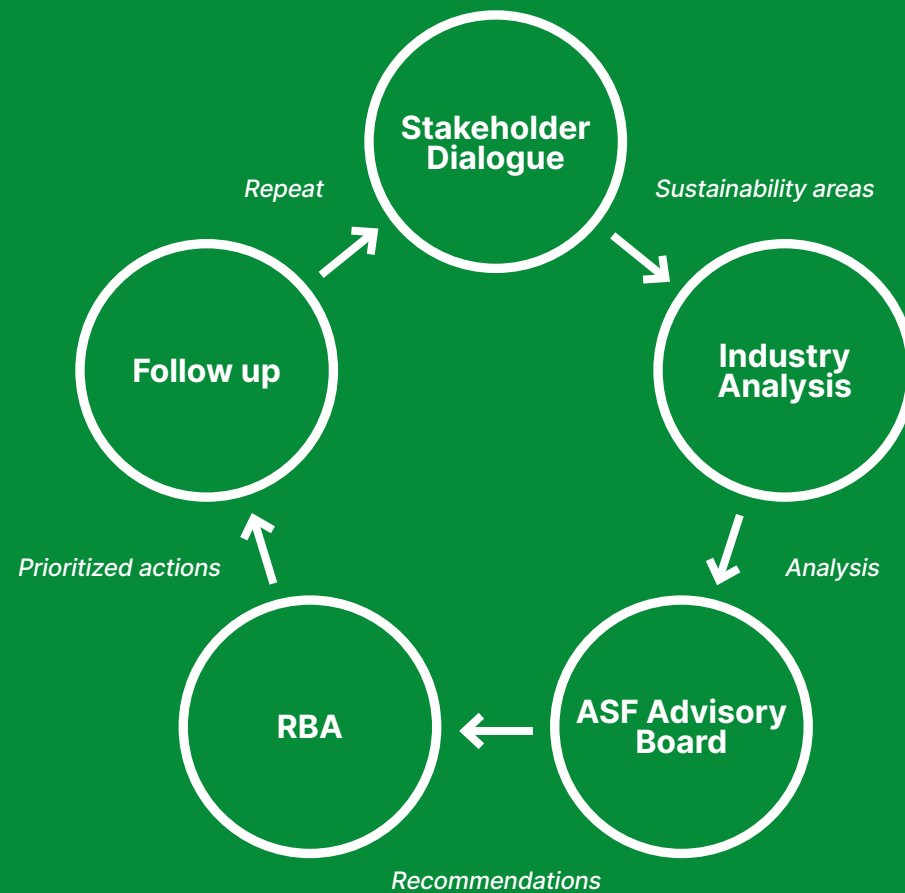 Stakeholder
Dialogue
Repeat
Sustainability areas
Follow up
Industry
Analysis
Prioritized actions
Analysis
RBA
ASF Advisory
Board
Recommendations